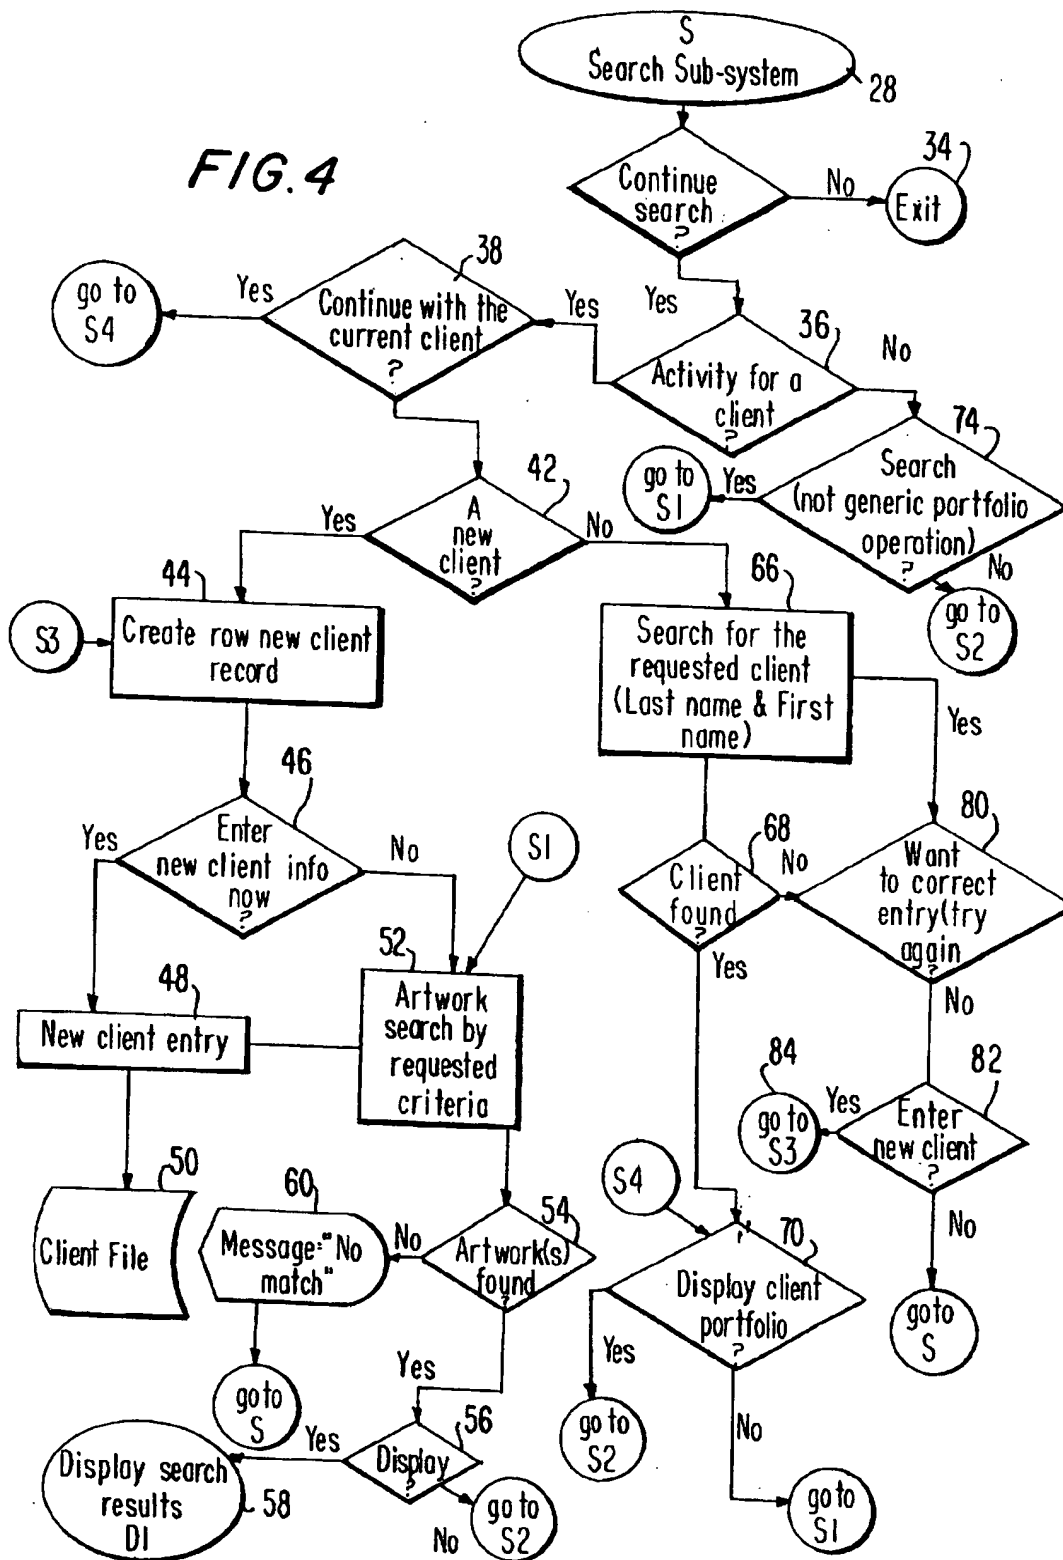 S
Search Sub-system
28
FIG.4
Continue
search
?
No
34
Exit
Yes
38
Continue with the
current client
?
Yes
go to
S4
Yes
36
Activity for a
client
?
No
74
Search
(not generic portfolio
operation)
?
Yes
go to
S1
No
go to
S2
42
A
new
client
?
Yes
No
44
Create row new client
record
S3
66
Search for the
requested client
(Last name & First
name)
Yes
46
Enter
new client info
now
?
Yes
No
S1
68
Client
found
?
No
Yes
80
Want
to correct
entry(try
again
?
No
48
New client entry
52
Artwork
search by
requested
criteria
84
go to
S3
Yes
82
Enter
new client
?
No
50
Client File
60
Message="No
match"
No
54
Artwork(s)
found
?
S4
70
Display client
portfolio
?
go to
S
go to
S
Yes
Yes
go to
S2
No
56
Display
?
Yes
Display search
results
D1
58
No
go to
S2
go to
S1